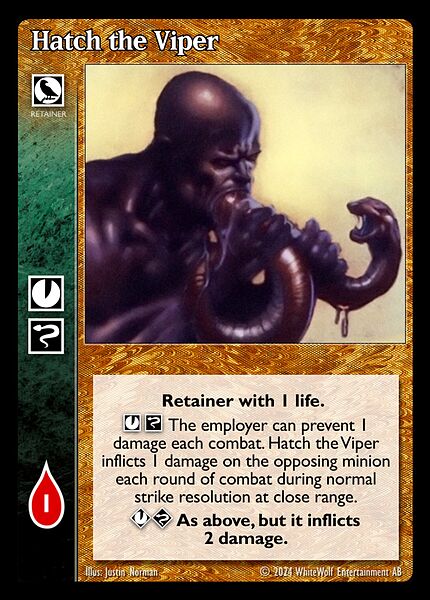 Hatch the Viper
RETAINER
Retainer with 1 life.
The employer can prevent 1
damage each combat. Hatch the Viper
inflicts 1 damage on the opposing minion
each round of combat during normal
strike resolution at close range.
As above, but it inflicts
2 damage.
1
Illus: Justin Norman
© 2024 WhiteWolf Entertainment AB